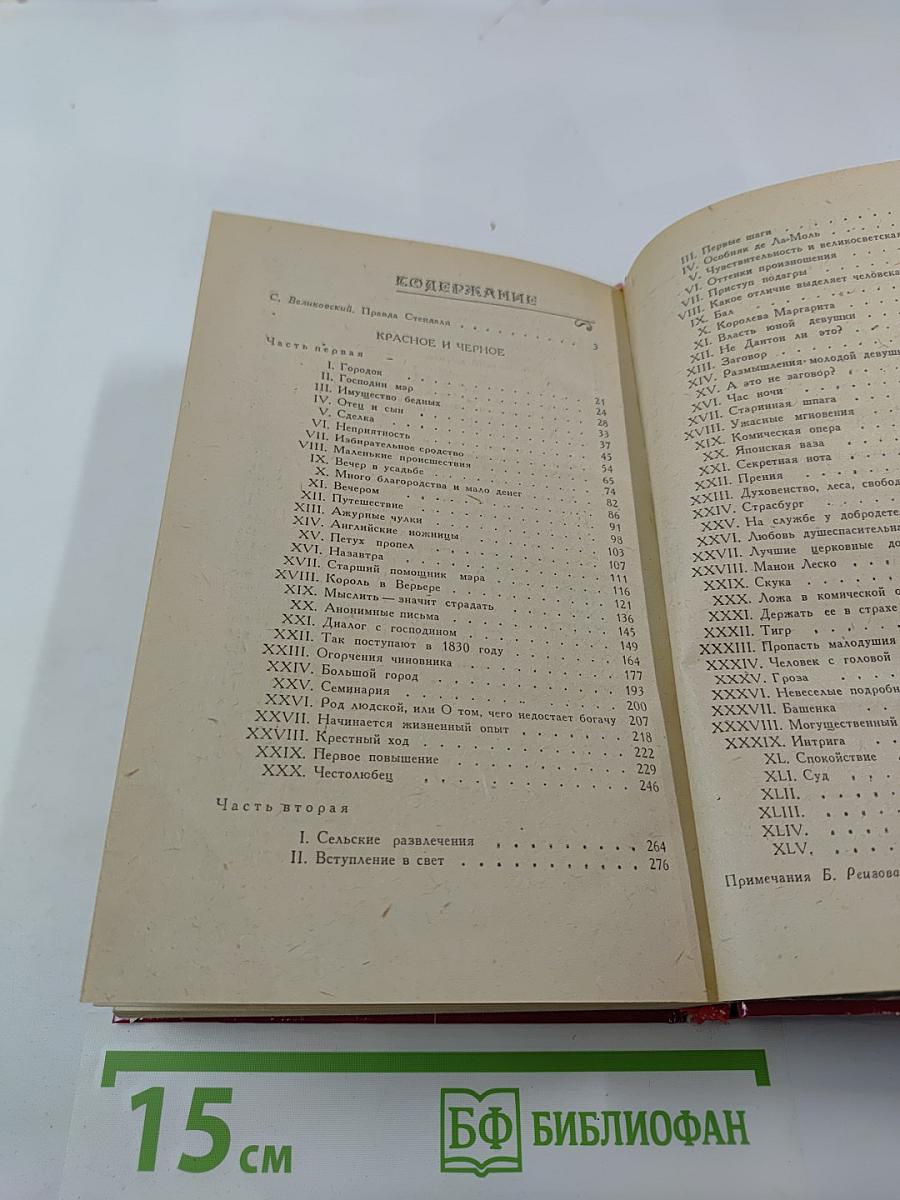 СОДЕРЖАНИЕ
С. Великовский. Правда Стендаля . . . . . . . 3
КРАСНОЕ И ЧЕРНОЕ
Часть первая
I. Городок . . . . . . . 21
II. Господин мэр . . . . . . . 24
III. Имущество бедных . . . . . . . 28
IV. Отец и сын . . . . . . . 33
V. Сделка . . . . . . . 37
VI. Неприятность . . . . . . . 45
VII. Избирательное сродство . . . . . . . 54
VIII. Маленькие происшествия . . . . . . . 65
IX. Вечер в усадьбе . . . . . . . 74
X. Много благородства и мало денег . . . . . . . 82
XI. Вечером . . . . . . . 86
XII. Путешествие . . . . . . . 91
XIII. Ажурные чулки . . . . . . . 98
XIV. Английские ножницы . . . . . . . 103
XV. Петух пропел . . . . . . . 107
XVI. Назавтра . . . . . . . 111
XVII. Старший помощник мэра . . . . . . . 116
XVIII. Король в Верьере . . . . . . . 121
XIX. Мыслить — значит страдать . . . . . . . 136
XX. Анонимные письма . . . . . . . 145
XXI. Диалог с господином . . . . . . . 149
XXII. Так поступают в 1830 году . . . . . . . 164
XXIII. Огорчения чиновника . . . . . . . 177
XXIV. Большой город . . . . . . . 193
XXV. Семинария . . . . . . . 200
XXVI. Род людской, или О том, чего недостает богачу 207
XXVII. Начинается жизненный опыт . . . . . . . 218
XXVIII. Крестный ход . . . . . . . 222
XXIX. Первое повышение . . . . . . . 229
XXX. Честолюбец . . . . . . . 246
Часть вторая
I. Сельские развлечения . . . . . . . 264
II. Вступление в свет . . . . . . . 276
III. Первые шаги
IV. Особняк де Ла-Моль
V. Чувствительность и великосветская
VI. Оттенки произношения
VII. Приступ подагры
VIII. Какое отличие выделяет человека
IX. Бал
X. Королева Маргарита
XI. Власть юной девушки
XII. Не Дантон ли это?
XIII. Заговор
XIV. Размышления молодой девушки
XV. А это не заговор?
XVI. Час ночи
XVII. Старинная шпага
XVIII. Ужасные мгновения
XIX. Комическая опера
XX. Японская ваза
XXI. Секретная нота
XXII. Прения
XXIII. Духовенство, леса, свобод
XXIV. Страсбург
XXV. На службе у добродете
XXVI. Любовь душеспасительна
XXVII. Лучшие церковные до
XXVIII. Манон Леско
XXIX. Скука
XXX. Ложа в комической о
XXXI. Держать ее в страхе
XXXII. Тигр
XXXIII. Пропасть малодушия
XXXIV. Человек с головой
XXXV. Гроза
XXXVI. Невеселые подробн
XXXVII. Башенка
XXXVIII. Могущественный
XXXIX. Интрига
XL. Спокойствие
XLI. Суд
XLII.
XLIII.
XLIV.
XLV.
Примечания Б. Реизова
15 см
БФ БИБЛИОФАН